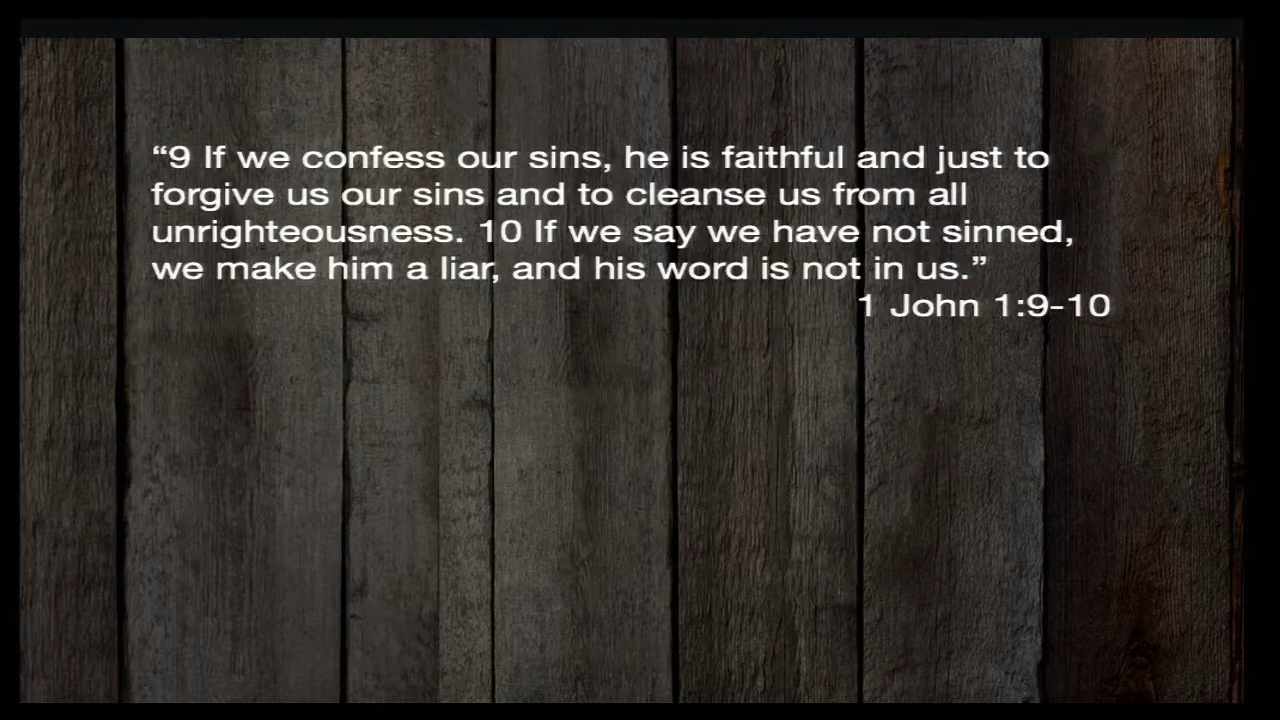 “9 If we confess our sins, he is faithful and just to
forgive us our sins and to cleanse us from all
unrighteousness. 10 If we say we have not sinned,
we make him a liar, and his word is not in us.”
1 John 1:9-10